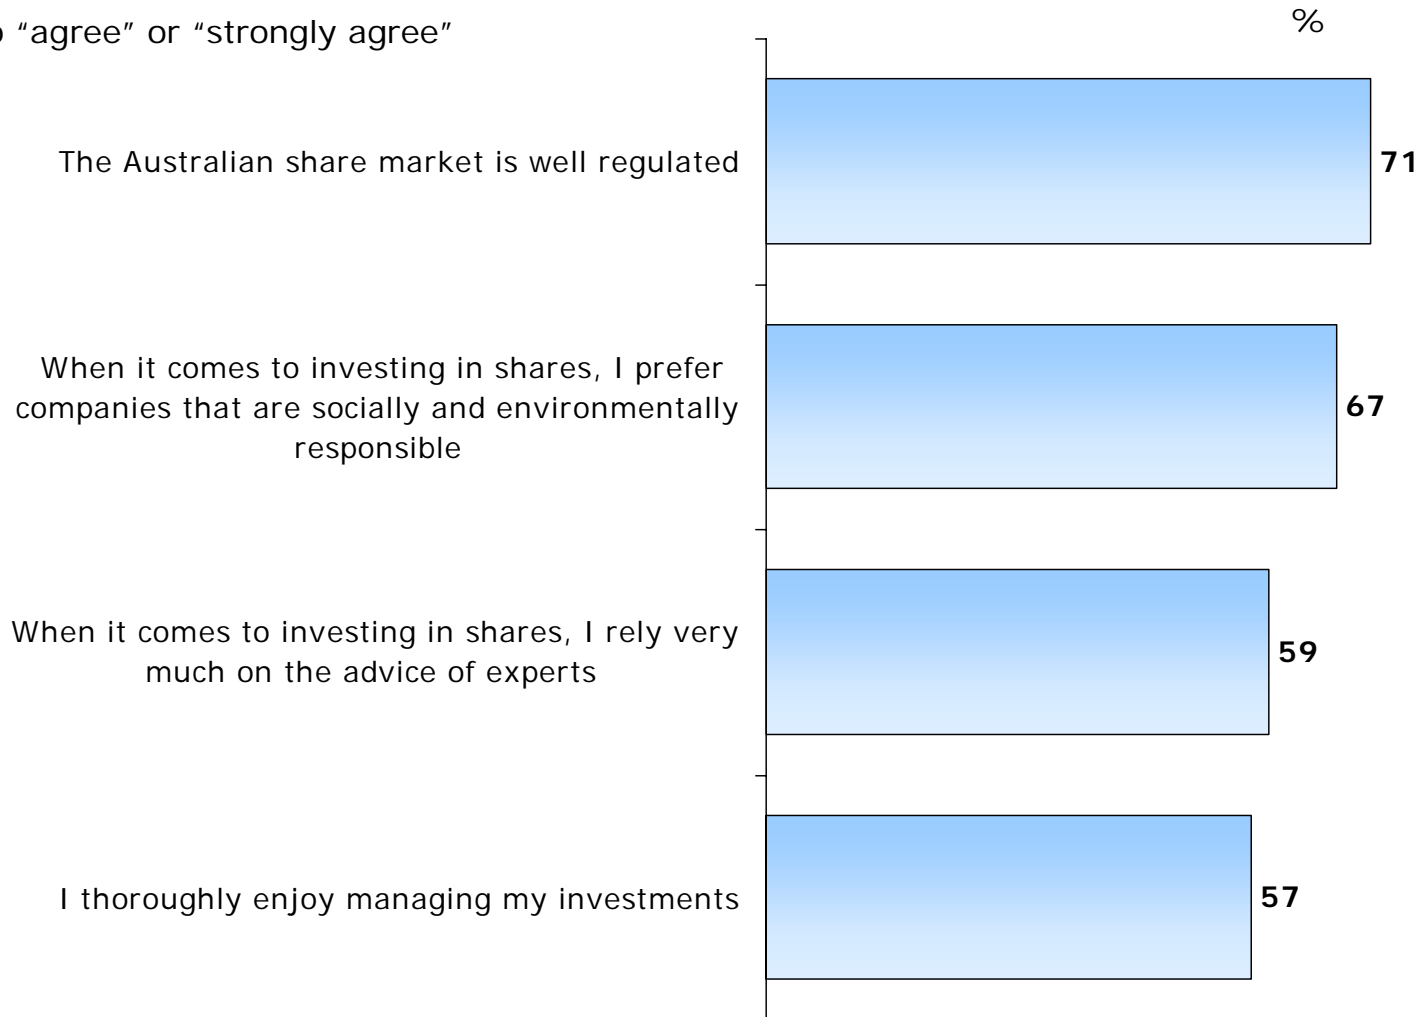 “agree” or “strongly agree”
%
The Australian share market is well regulated
71
When it comes to investing in shares, I prefer
companies that are socially and environmentally
responsible
67
When it comes to investing in shares, I rely very
much on the advice of experts
59
I thoroughly enjoy managing my investments
57